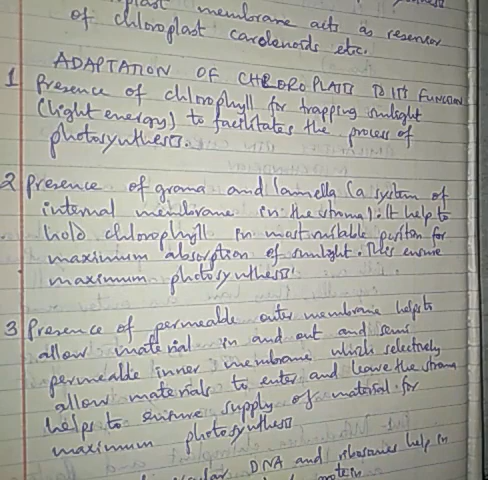 membrane acts as reservor
of chloroplast carotenoids etc.
ADAPTATION OF CHLOROPLASTS TO ITS FUNCTION
1 Presence of chlorophyll for trapping sunlight
(light energy) to facilitates the process of
photosynthesis.
2 Presence of grama and lamella (a system of
internal membrane in the stroma). It help to
hold chlorophyll in most suitable position for
maximum absorption of sunlight. This ensure
maximum photosynthesis!
3 Presence of permeable outer membrane helps to
allow material in and out and semi
permeable inner membrane which selectively
allow materials to enter and leave the stroma
helps to ensure supply of material for
maximum photosynthesis
DNA and ribosomes help in
protein